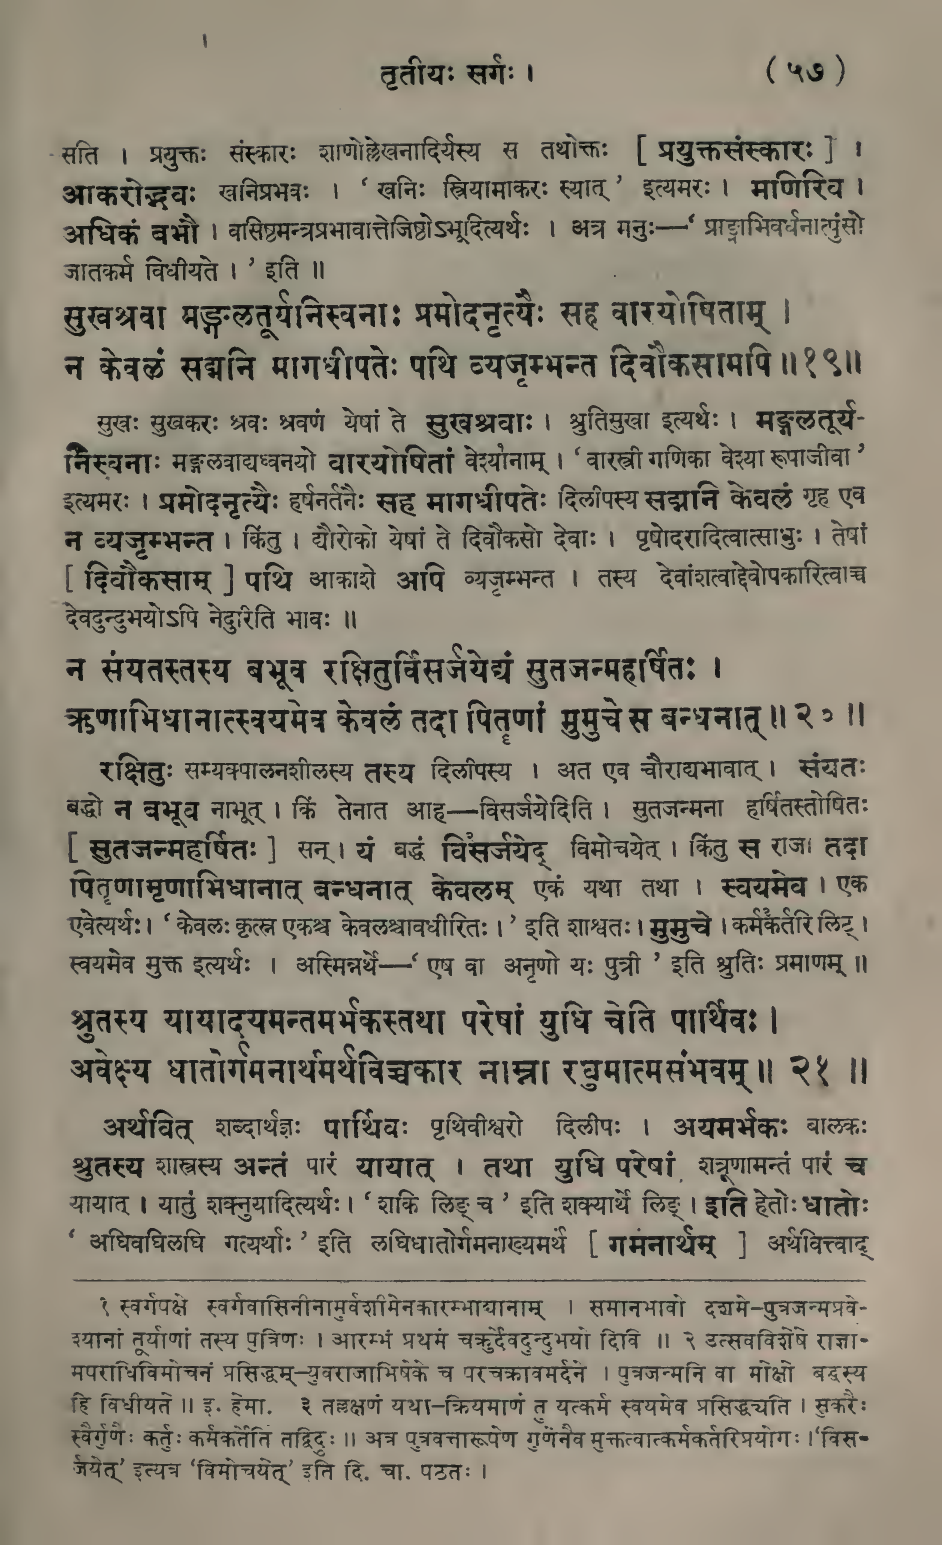 तृतीयः सर्गः । ( ५७ )
सति । प्रयुक्तः संस्कारः शाणोल्लेखनादिर्यस्य स तथोक्तः [ प्रयुक्तसंस्कारः ] ।
आकरोद्भवः खनिप्रभवः । ‘ खनिः स्त्रियामाकरः स्यात् ’ इत्यमरः । मणिरिव ।
अधिकं बभौ । वसिष्ठमन्त्रप्रभावात्तेजिष्ठोऽभूदित्यर्थः । अत्र मनुः—‘ प्राङ्नाभिवर्धनात्पुंसो
जातकर्म विधीयते । ’ इति ॥
सुखश्रवा मङ्गलतूर्यनिस्वनाः प्रमोदनृत्यैः सह वारयोषिताम् ।
न केवलं सद्मनि मागधीपतेः पथि व्यजृम्भन्त दिवौकसामपि ॥१९॥
सुखः सुखकरः श्रवः श्रवणं येषां ते सुखश्रवाः । श्रुतिसुखा इत्यर्थः । मङ्गलतूर्य-
निस्वनाः मङ्गलवाद्यध्वनयो वारयोषितां वेश्यानाम् । ‘ वारस्त्री गणिका वेश्या रूपाजीवा ’
इत्यमरः । प्रमोदनृत्यैः हर्षनर्तनैः सह मागधीपतेः दिलीपस्य सद्मनि केवलं गृह एव
न व्यजृम्भन्त । किंतु । द्यौरोको येषां ते दिवौकसो देवाः । पृषोदरादित्वात्साधुः । तेषां
[ दिवौकसाम् ] पथि आकाशे अपि व्यजृम्भन्त । तस्य देवांशत्वाद्देवोपकारित्वाच्च
देवदुन्दुभयोऽपि नेदुरिति भावः ॥
न संयतस्तस्य बभूव रक्षितुर्विसर्जयेद्यं सुतजन्महर्षितः ।
ऋणाभिधानात्स्वयमेव केवलं तदा पितॄणां मुमुचे स बन्धनात् ॥ २० ॥
रक्षितुः सम्यक्पालनशीलस्य तस्य दिलीपस्य । अत एव चौराद्यभावात् । संयतः
बद्धो न बभूव नाभूत् । किं तेनात आह—विसर्जयेदिति । सुतजन्मना हर्षितस्तोषितः
[ सुतजन्महर्षितः ] सन् । यं बद्धं विसर्जयेद् विमोचयेत् । किंतु स राजा तदा
पितॄणामृणाभिधानात् बन्धनात् केवलम् एकं यथा तथा । स्वयमेव । एक
एवेत्यर्थः । ‘ केवलः कृत्स्न एकश्च केवलश्चावधीरितः । ’ इति शाश्वतः । मुमुचे । कर्मकर्तरि लिट् ।
स्वयमेव मुक्त इत्यर्थः । अस्मिन्नर्थे—‘ एष वा अनृणो यः पुत्री ’ इति श्रुतिः प्रमाणम् ॥
श्रुतस्य यायादयमन्तमर्भकस्तथा परेषां युधि चेति पार्थिवः ।
अवेक्ष्य धातोर्गमनार्थमर्थविच्चकार नाम्ना रघुमात्मसंभवम् ॥ २१ ॥
अर्थवित् शब्दार्थज्ञः पार्थिवः पृथिवीश्वरो दिलीपः । अयमर्भकः बालकः
श्रुतस्य शास्त्रस्य अन्तं पारं यायात् । तथा युधि परेषां शत्रूणामन्तं पारं च
यायात् । यातुं शक्नुयादित्यर्थः । ‘ शकि लिङ् च ’ इति शक्यार्थे लिङ् । इति हेतोः धातोः
‘ अघिवघिलघि गत्यर्थाः ’ इति लघिधातोर्गमनाख्यमर्थं [ गमनार्थम् ] अर्थवित्त्वाद्
१ स्वर्गपक्षे स्वर्गवासिनीनामुर्वशीमेनकारम्भाद्यानाम् । समानभावो दशमे-पुत्रजन्मप्रवे-
श्यानां तूर्याणां तस्य पुत्रिणः । आरम्भं प्रथमं चक्रुर्देवदुन्दुभयो दिवि ॥ २ उत्सवविशेषे राज्ञा-
मपराधिविमोचनं प्रसिद्धम्-युवराजाभिषेके च परचक्रावमर्दने । पुत्रजन्मनि वा मोक्षो बद्धस्य
हि विधीयते ॥ इ. हेमा. ३ तल्लक्षणं यथा-क्रियमाणं तु यत्कर्म स्वयमेव प्रसिद्ध्यति । सुकरैः
स्वैर्गुणैः कर्तुः कर्मकर्तेति तद्विदुः ॥ अत्र पुत्रवत्तारूपेण गुणेनैव मुक्तत्वात्कर्मकर्तरिप्रयोगः ।‘विस-
र्जयेत्’ इत्यत्र ‘विमोचयेत्’ इति दि. चा. पठतः ।